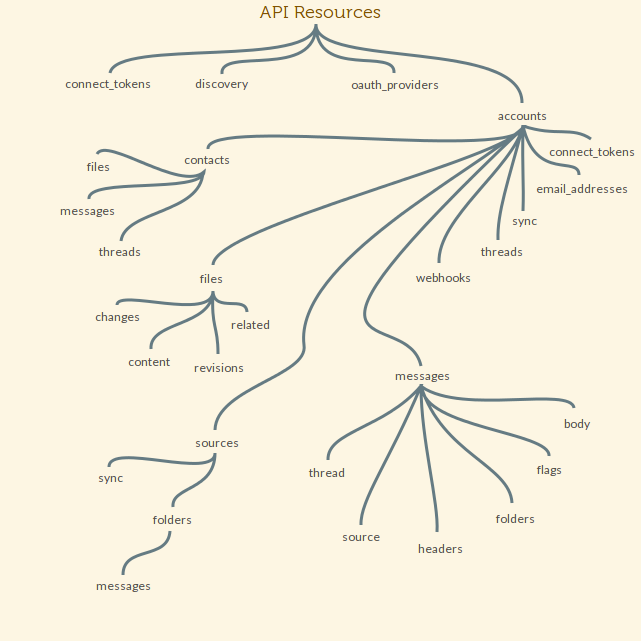 API Resources
connect_tokens
discovery
oauth_providers
accounts
connect_tokens
email_addresses
sync
threads
webhooks
contacts
files
messages
threads
files
changes
content
revisions
related
sources
sync
folders
messages
messages
thread
source
headers
folders
flags
body